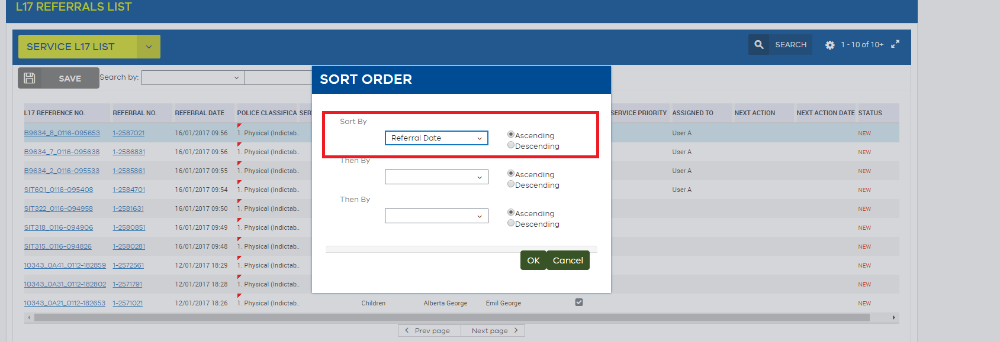 L17 REFERRALS LIST
SERVICE L17 LIST
SEARCH
1 - 10 of 10+
SAVE
Search by:
SORT ORDER
L17 REFERENCE NO. REFERRAL NO. REFERRAL DATE POLICE CLASSIFICA SER SERVICE PRIORITY ASSIGNED TO NEXT ACTION NEXT ACTION DATE STATUS
B9634_8_0116-095653 1-2587021 16/01/2017 09:56 1. Physical (Indictab.. User A NEW
B9634_7_0116-095638 1-2586831 16/01/2017 09:56 1. Physical (Indictab.. User A NEW
B9634_2_0116-095533 1-2585861 16/01/2017 09:55 1. Physical (Indictab.. User A NEW
SIT601_0116-095408 1-2584701 16/01/2017 09:54 1. Physical (Indictab.. User A NEW
SIT322_0116-094958 1-2581631 16/01/2017 09:50 1. Physical (Indictab.. NEW
SIT318_0116-094906 1-2580851 16/01/2017 09:49 1. Physical (Indictab.. NEW
SIT315_0116-094826 1-2580281 16/01/2017 09:48 1. Physical (Indictab.. NEW
10343_0A41_0112-182859 1-2572561 12/01/2017 18:29 1. Physical (Indictab.. NEW
10343_0A31_0112-182802 1-2571791 12/01/2017 18:28 1. Physical (Indictab.. NEW
10343_0A21_0112-182653 1-2571021 12/01/2017 18:26 1. Physical (Indictab.. Children Alberta George Emil George NEW
Sort By
Referral Date
Ascending
Descending
Then By
Ascending
Descending
Then By
Ascending
Descending
OK Cancel
Prev page Next page